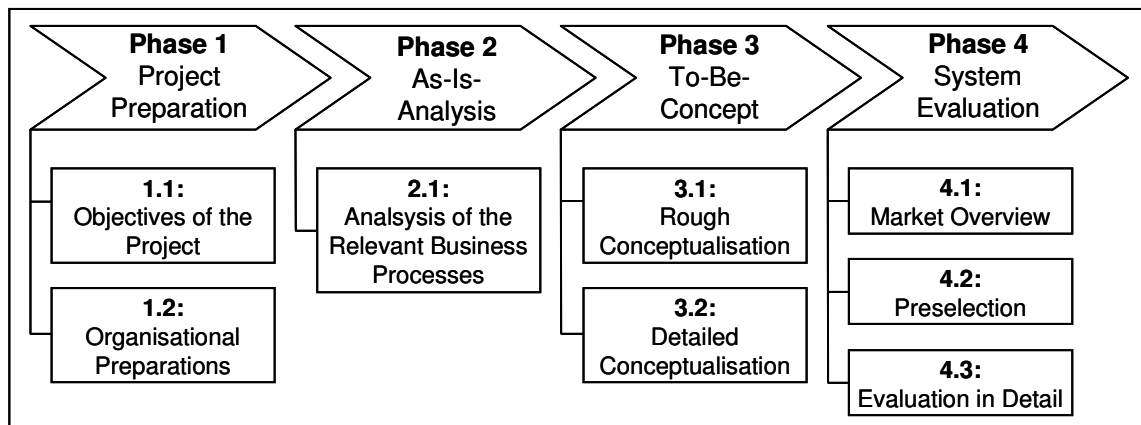 Phase 1
Project
Preparation
Phase 2
As-Is-
Analysis
Phase 3
To-Be-
Concept
Phase 4
System
Evaluation
1.1:
Objectives of the
Project
1.2:
Organisational
Preparations
2.1:
Analsysis of the
Relevant Business
Processes
3.1:
Rough
Conceptualisation
3.2:
Detailed
Conceptualisation
4.1:
Market Overview
4.2:
Preselection
4.3:
Evaluation in Detail